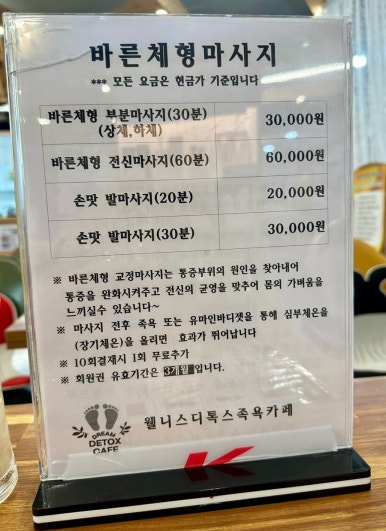 바른체형마사지
*** 모든 요금은 현금가 기준입니다
바른체형 부분마사지(30분)
(상체,하체)
30,000원
바른체형 전신마사지(60분)
60,000원
손맛 발마사지(20분)
20,000원
손맛 발마사지(30분)
30,000원
※ 바른체형 교정마사지는 통증부위의 원인을 찾아내어
통증을 완화시켜주고 전신의 균영을 맞추어 몸의 가벼움을
느끼실수 있습니다~
※ 마사지 전후 족욕 또는 유마인바디젯을 통해 심부체온을
(장기체온)을 올리면 효과가 뛰어납니다
※ 10회결재시 1회 무료추가
※ 회원권 유효기간은 3개월 입니다.
DREAM
DETOX
CAFE
웰니스디톡스족욕카페